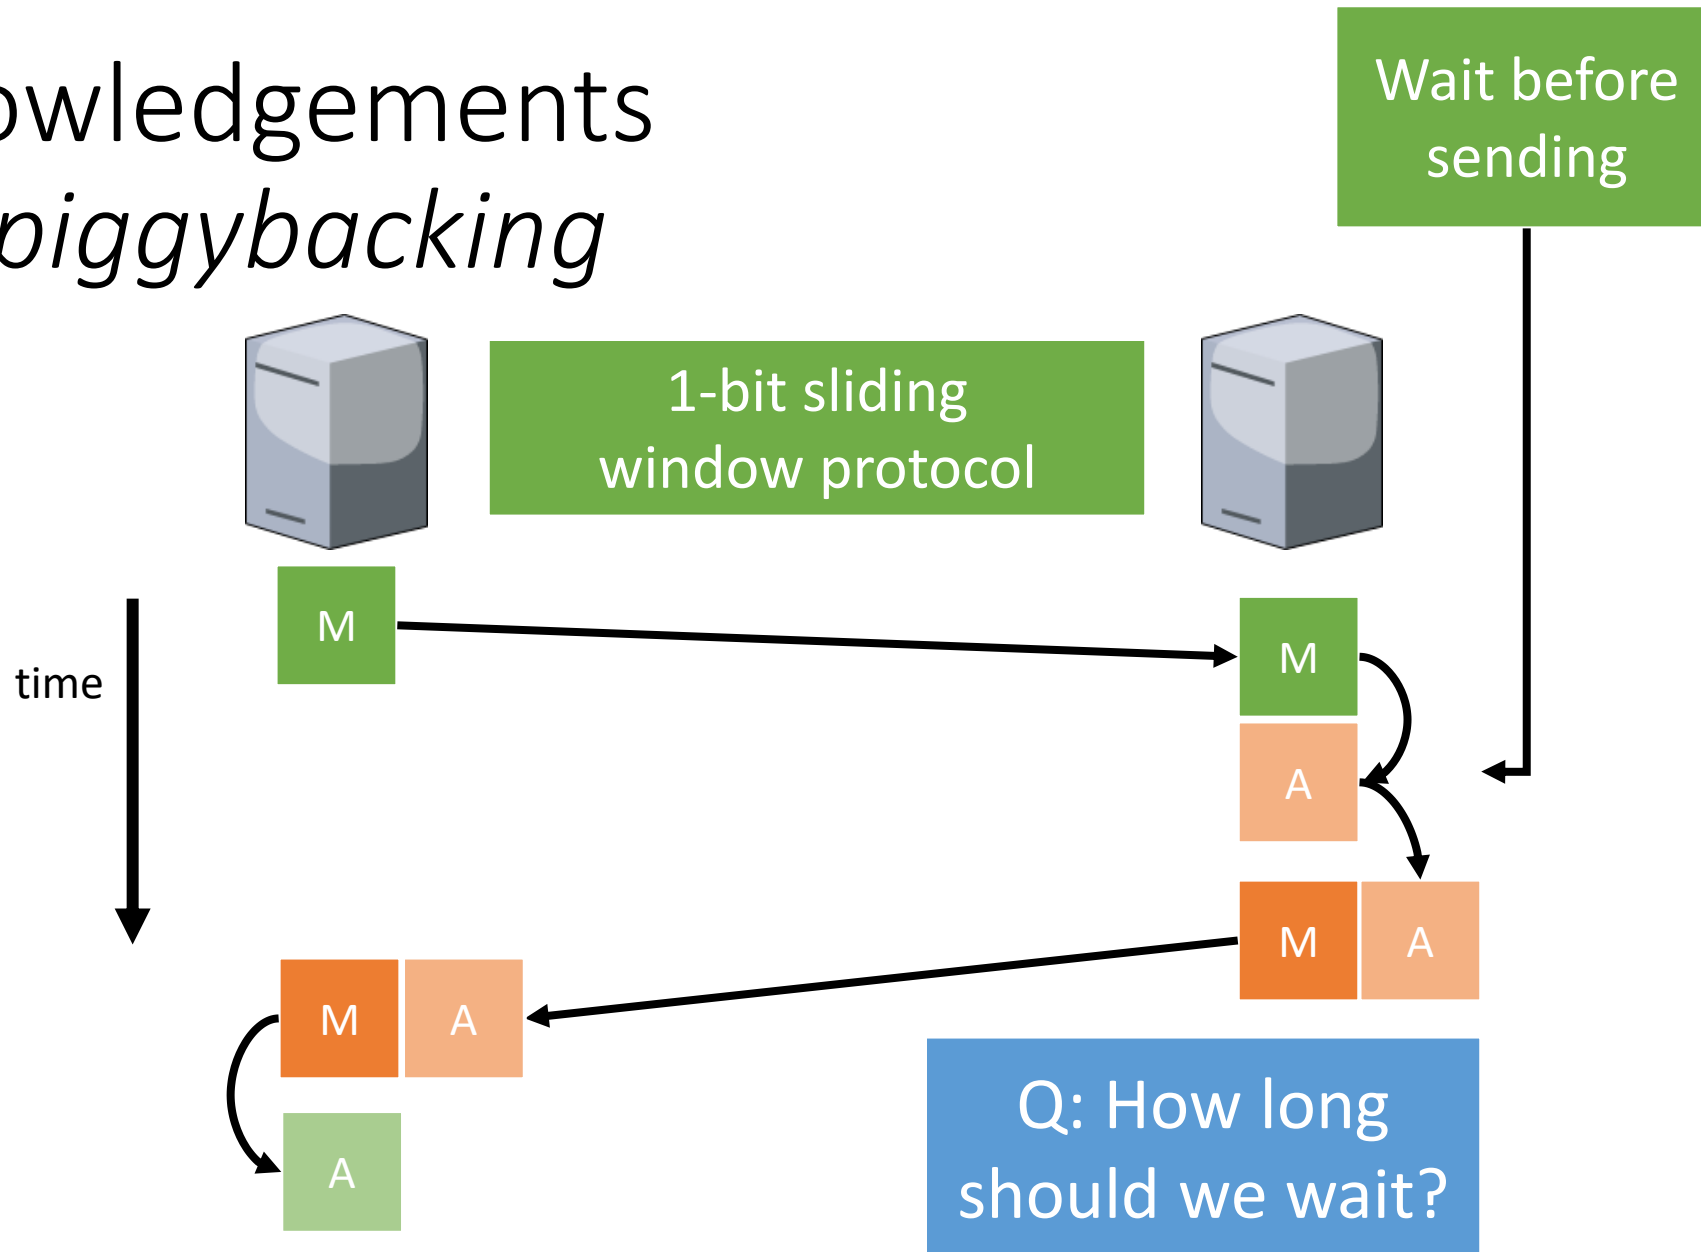 owledgements
piggybacking
Wait before
sending
1-bit sliding
window protocol
time
M
M
A
M A
M A
A
Q: How long
should we wait?